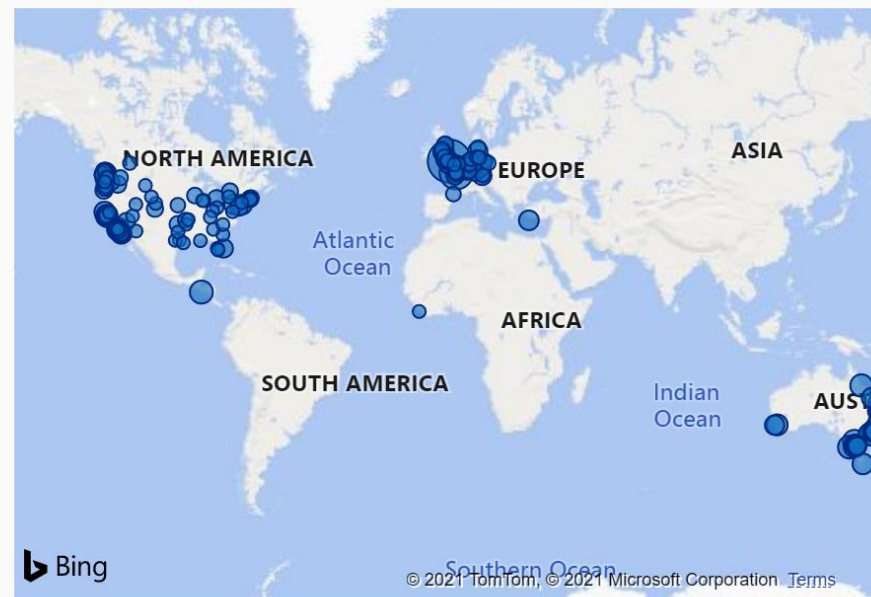 NORTH AMERICA
EUROPE
ASIA
Atlantic
Ocean
AFRICA
SOUTH AMERICA
Indian
Ocean
AUST
Southern Ocean
Bing
© 2021 TomTom, © 2021 Microsoft Corporation Terms